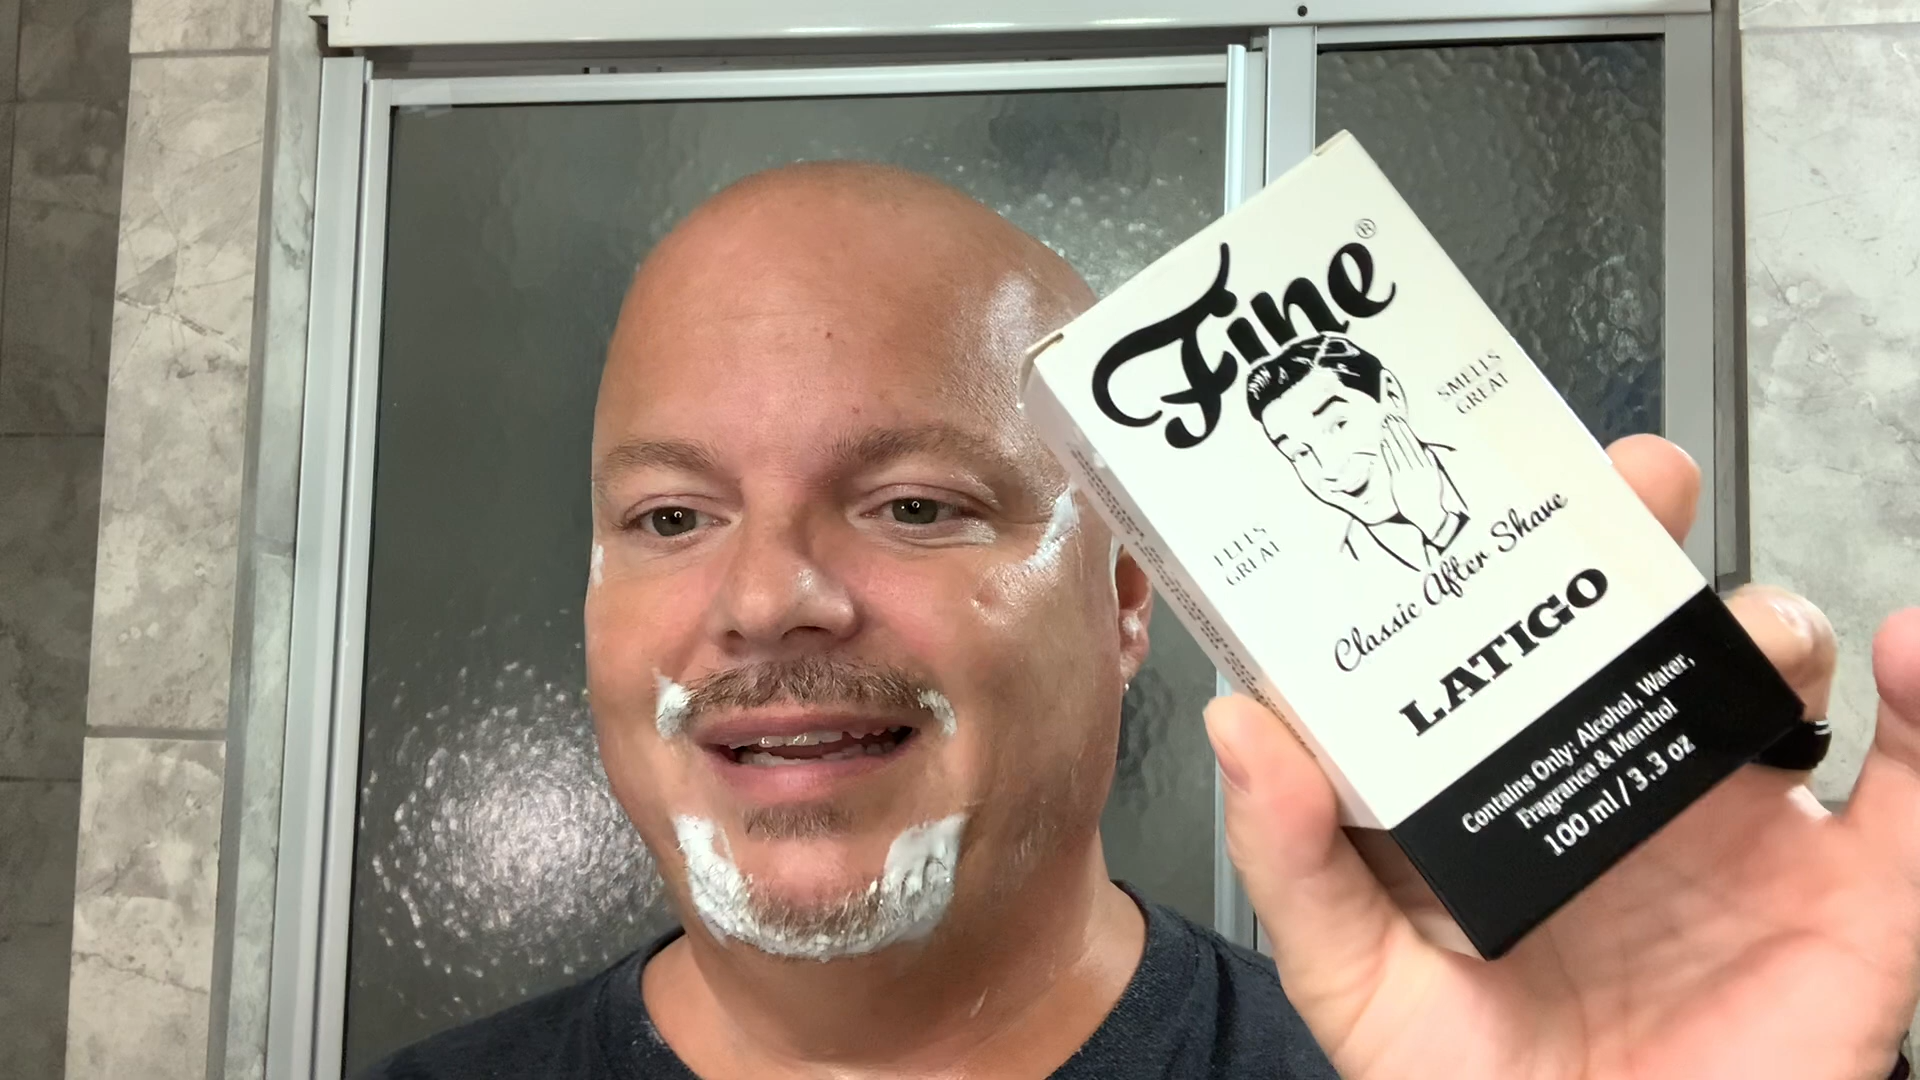 Fine®
SMELLS
GREAT
FEELS
GREAT
Classic After Shave
LATIGO
Contains Only: Alcohol, Water,
Fragrance & Menthol
100 ml / 3.3 oz